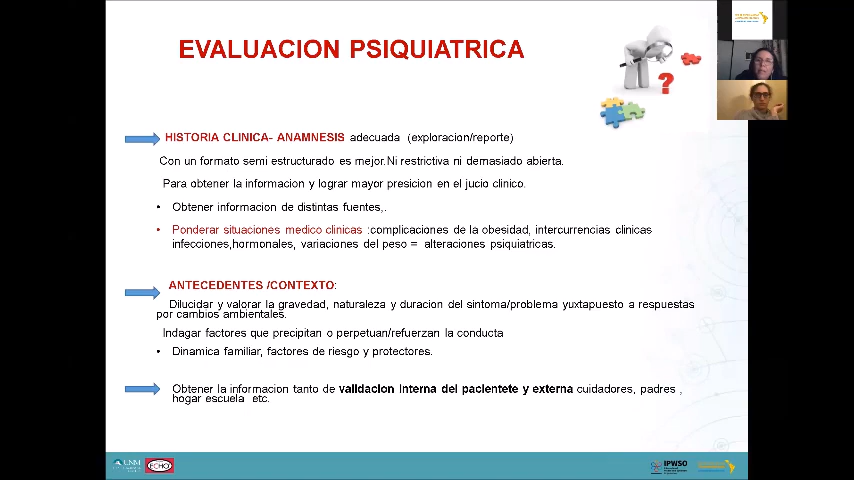 EVALUACION PSIQUIATRICA
HISTORIA CLINICA- ANAMNESIS adecuada (exploracion/reporte)
Con un formato semi estructurado es mejor.Ni restrictiva ni demasiado abierta.
Para obtener la informacion y lograr mayor presicion en el jucio clinico.
• Obtener informacion de distintas fuentes,.
• Ponderar situaciones medico clinicas :complicaciones de la obesidad, intercurrencias clinicas
infecciones,hormonales, variaciones del peso = alteraciones psiquiatricas.
ANTECEDENTES /CONTEXTO:
Dilucidar y valorar la gravedad, naturaleza y duracion del sintoma/problema yuxtapuesto a respuestas
por cambios ambientales.
Indagar factores que precipitan o perpetuan/refuerzan la conducta
• Dinamica familiar, factores de riesgo y protectores.
Obtener la informacion tanto de validacion interna del pacientete y externa cuidadores, padres ,
hogar escuela etc.
UNM
ECHO
IPWSO